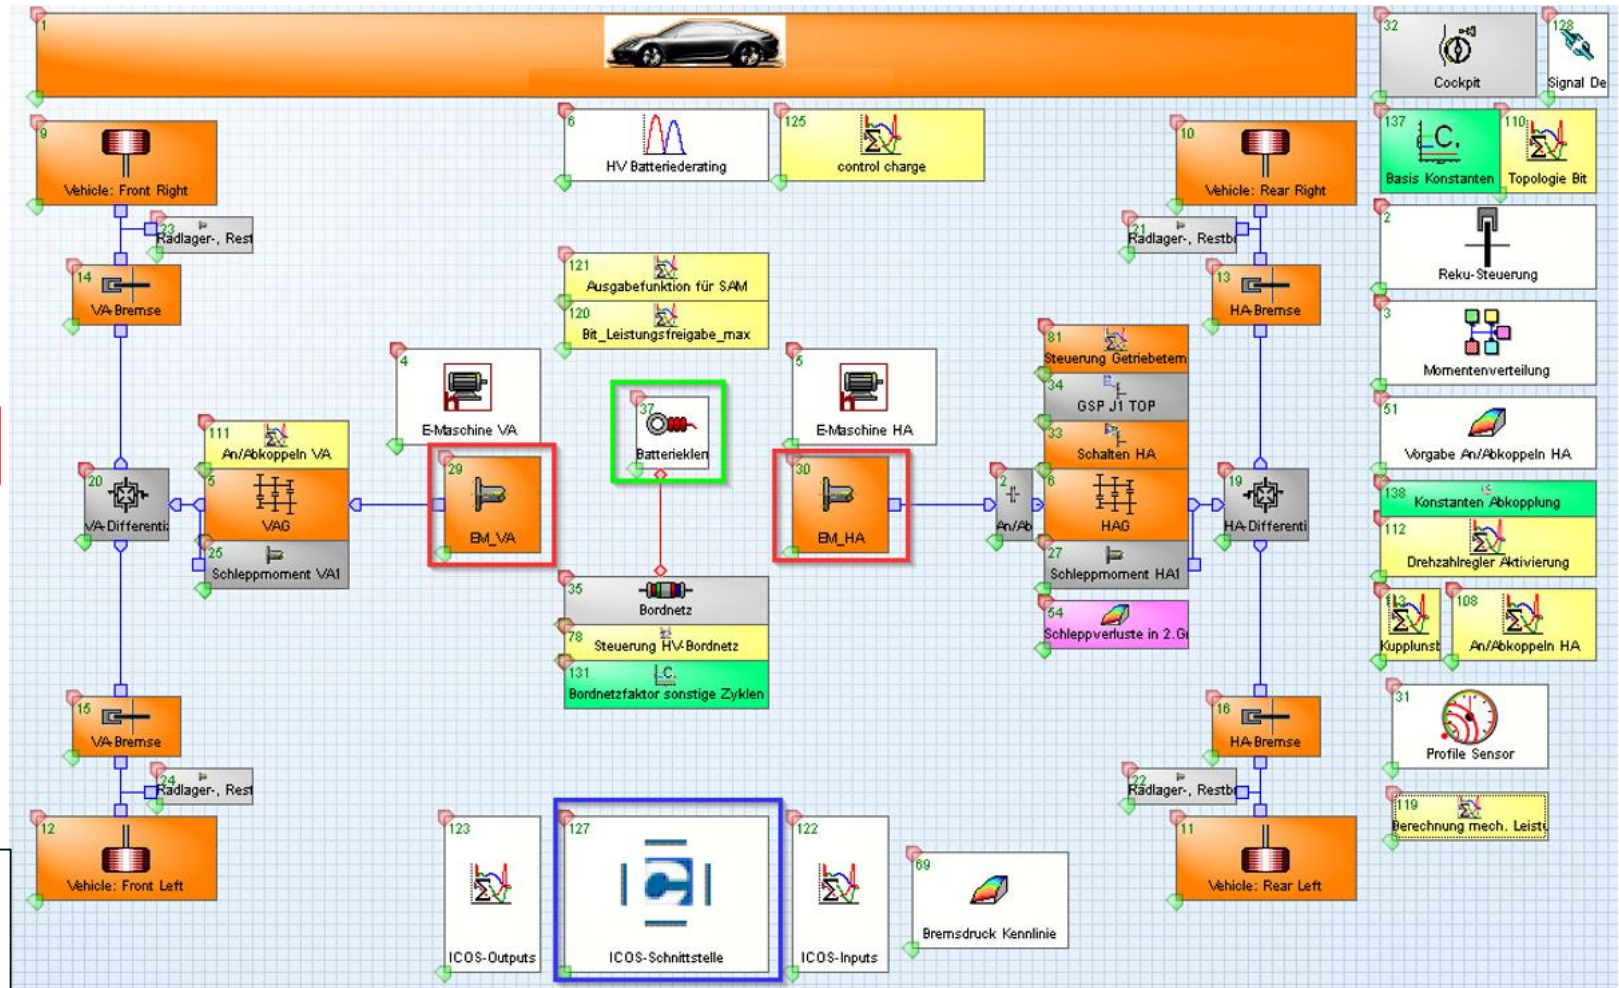 1
32
Cockpit
128
Signal De
6
HV Batteriederating
125
control charge
137
Basis Konstanten
110
Topologie Bit
9
Vehicle: Front Right
10
Vehicle: Rear Right
23
Radlager-, Rest
21
Radlager-, Restbr
2
Reku-Steuerung
14
VA-Bremse
13
HA-Bremse
121
Ausgabefunktion für SAM
120
Bit_Leistungsfreigabe_max
3
Momentenverteilung
81
Steuerung Getriebetem
34
GSP J1 TOP
33
Schalten HA
4
E-Maschine VA
5
E-Maschine HA
37
Batterieklen
51
Vorgabe An/Abkoppeln HA
111
An/Abkoppeln VA
20
VA-Differenti
5
VAG
25
Schleppmoment VA1
29
EM_VA
30
EM_HA
2
An/Ab
6
HAG
27
Schleppmoment HA1
19
HA-Differenti
138
Konstanten Abkopplung
112
Drehzahlregler Aktivierung
54
Schleppverluste in 2.G
35
Bordnetz
78
Steuerung HV-Bordnetz
131
Bordnetzfaktor sonstige Zyklen
Kupplunst
108
An/Abkoppeln HA
31
Profile Sensor
15
VA-Bremse
16
HA-Bremse
24
Radlager-, Rest
22
Radlager-, Restbr
119
Berechnung mech. Leist
12
Vehicle: Front Left
11
Vehicle: Rear Left
123
ICOS-Outputs
127
ICOS-Schnittstelle
122
ICOS-Inputs
69
Bremsdruck Kennlinie